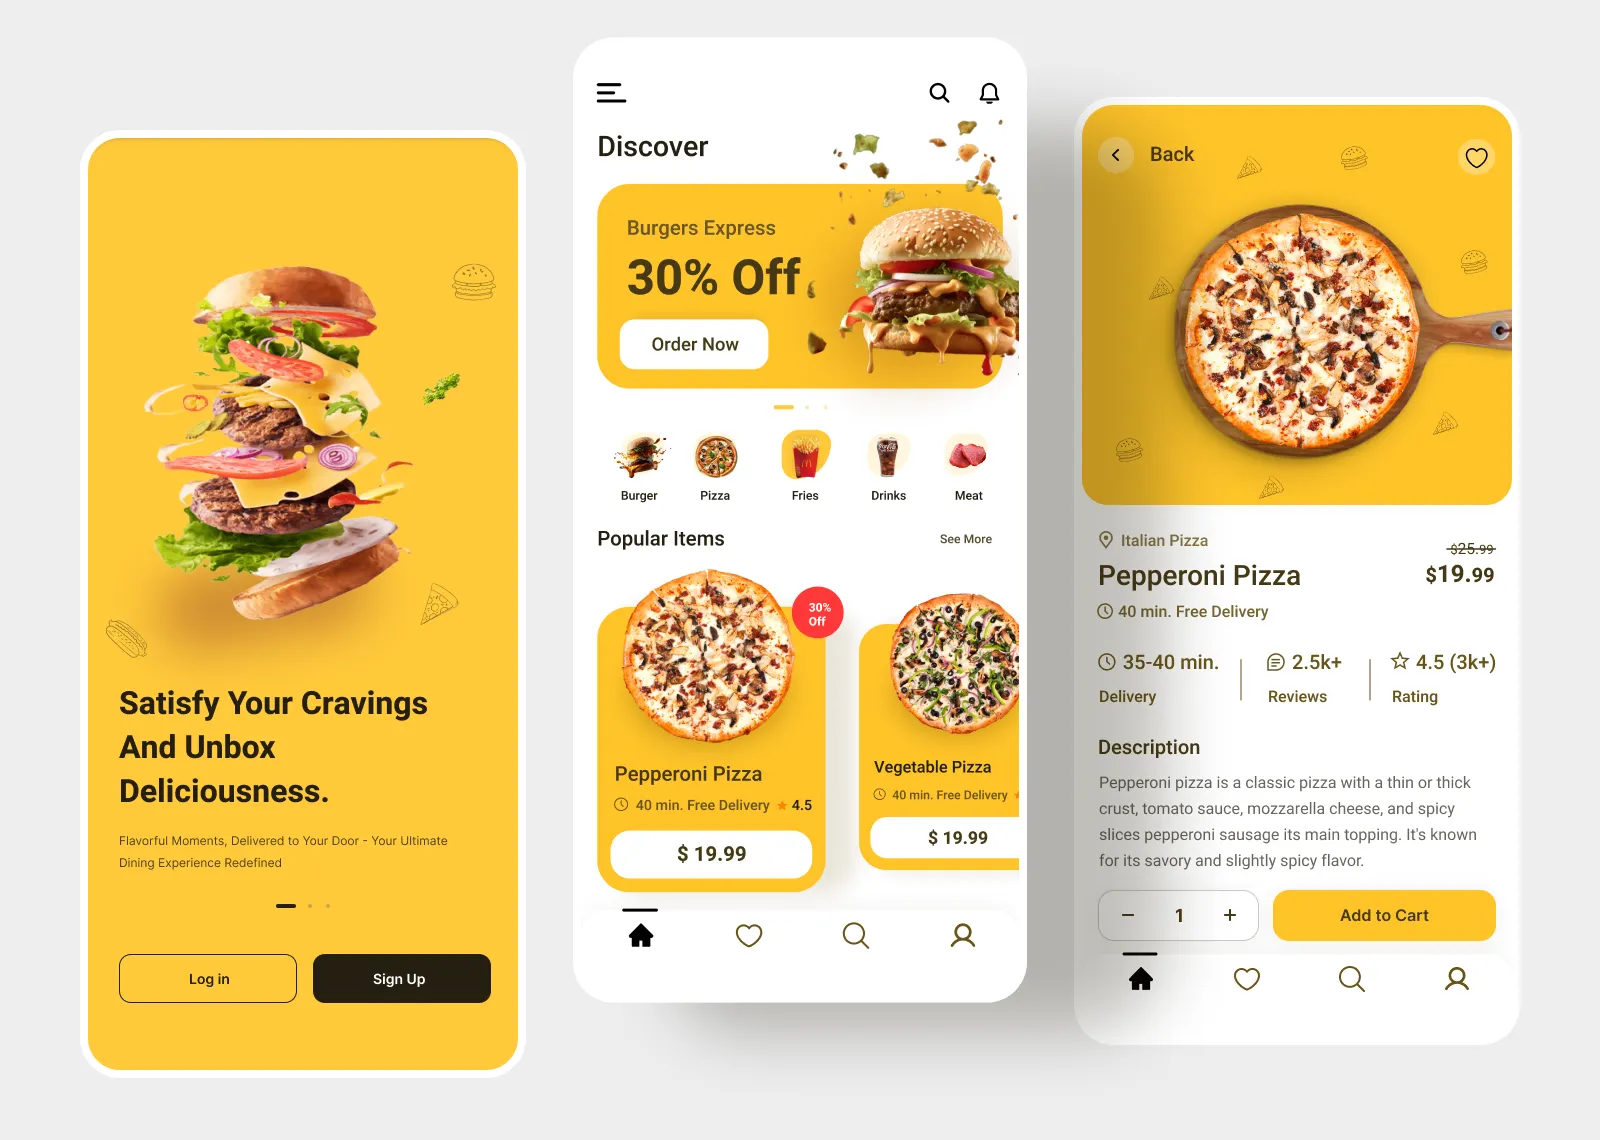 Satisfy Your Cravings
And Unbox
Deliciousness.
Flavorful Moments, Delivered to Your Door - Your Ultimate
Dining Experience Redefined
Log in
Sign Up
Discover
Burgers Express
30% Off
Order Now
Burger
Pizza
Fries
Drinks
Meat
Popular Items
See More
30%
Off
Pepperoni Pizza
40 min. Free Delivery
4.5
$ 19.99
Vegetable Pizza
40 min. Free Delivery
$ 19.99
Back
Italian Pizza
$25.99
Pepperoni Pizza
$19.99
40 min. Free Delivery
35-40 min.
Delivery
2.5k+
Reviews
4.5 (3k+)
Rating
Description
Pepperoni pizza is a classic pizza with a thin or thick
crust, tomato sauce, mozzarella cheese, and spicy
slices pepperoni sausage its main topping. It's known
for its savory and slightly spicy flavor.
− 1 +
Add to Cart